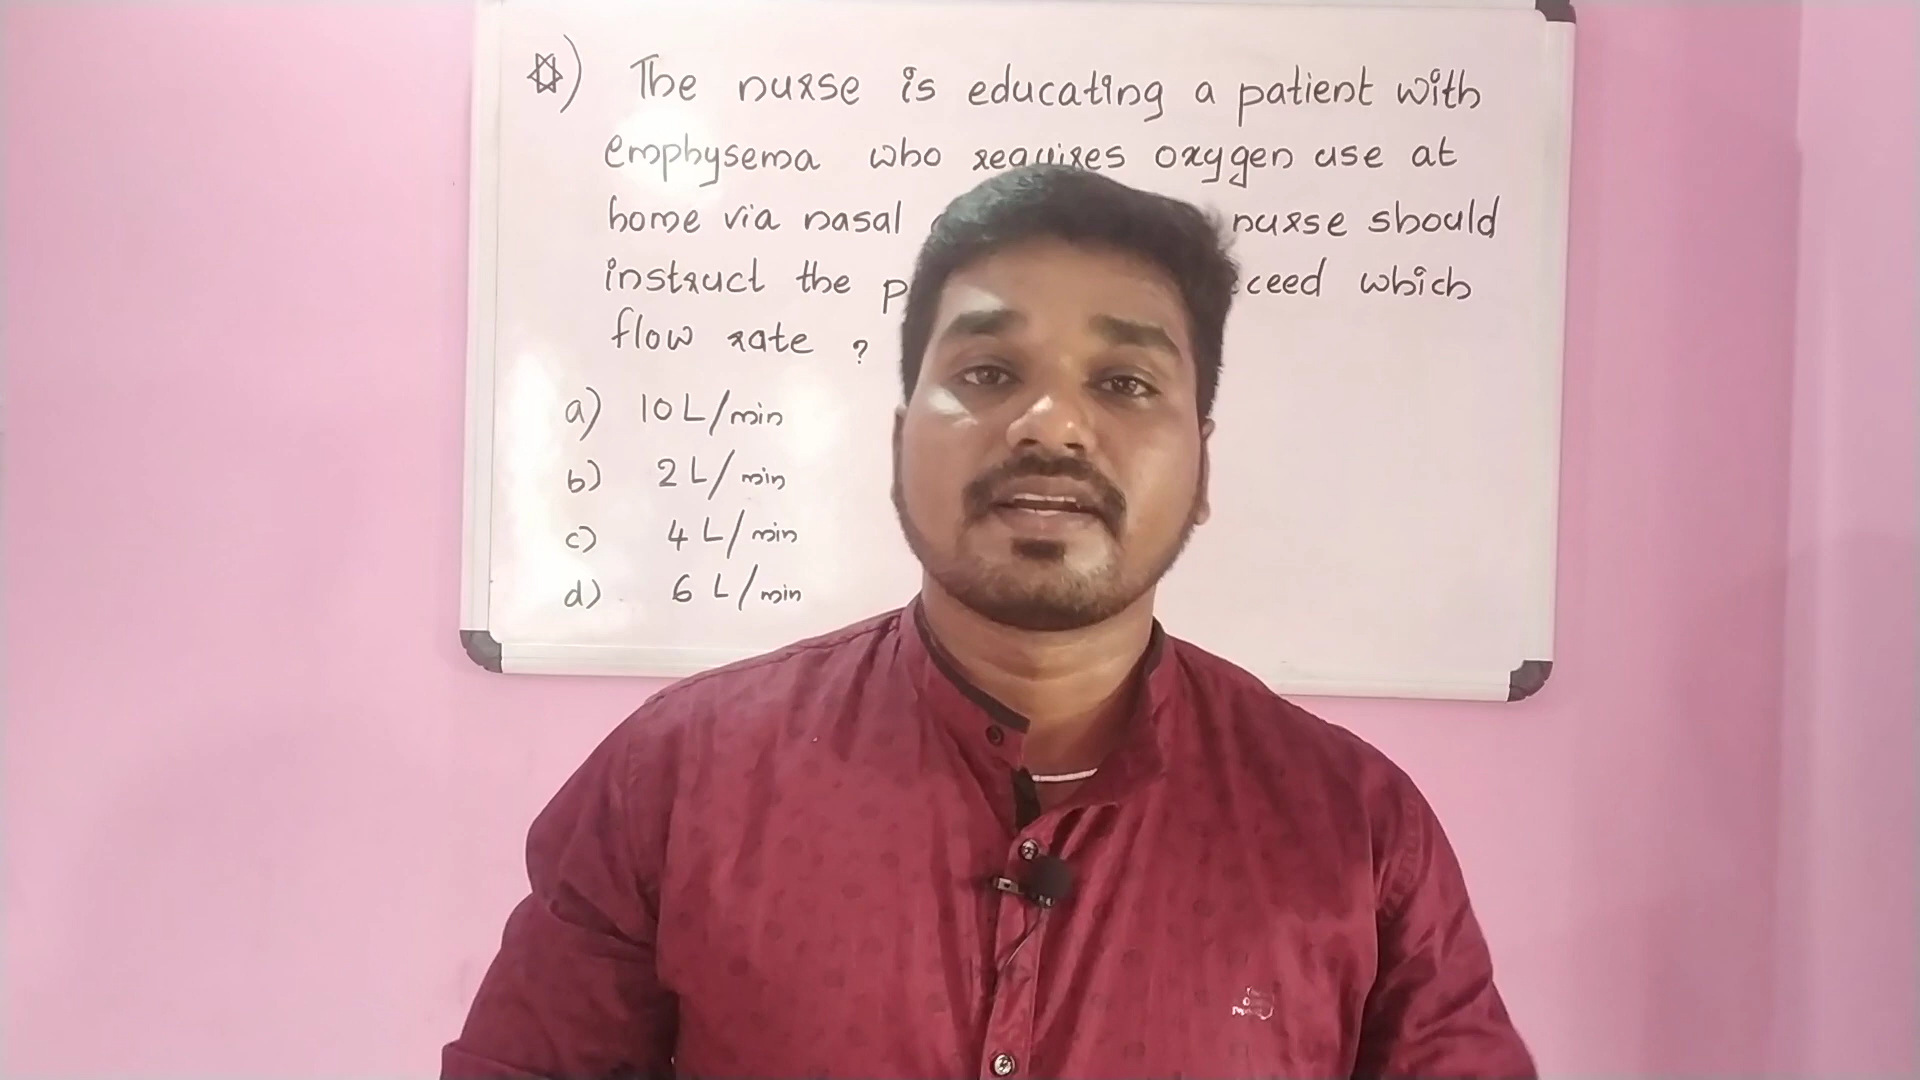 The nurse is educating a patient with
emphysema who requires oxygen use at
home via nasal nurse should
instruct the which
flow rate ?
a) 10 L/min
b) 2 L/min
c) 4 L/min
d) 6 L/min